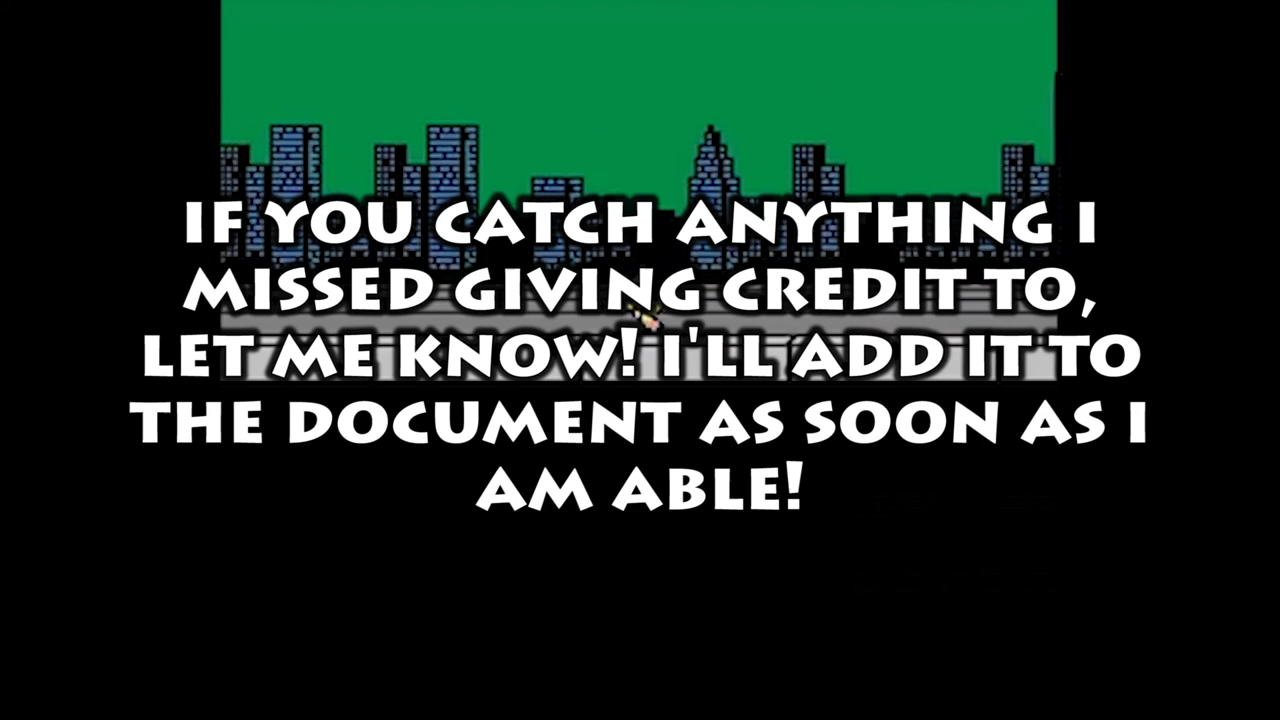 IF YOU CATCH ANYTHING I
MISSED GIVING CREDIT TO,
LET ME KNOW! I'LL ADD IT TO
THE DOCUMENT AS SOON AS I
AM ABLE!